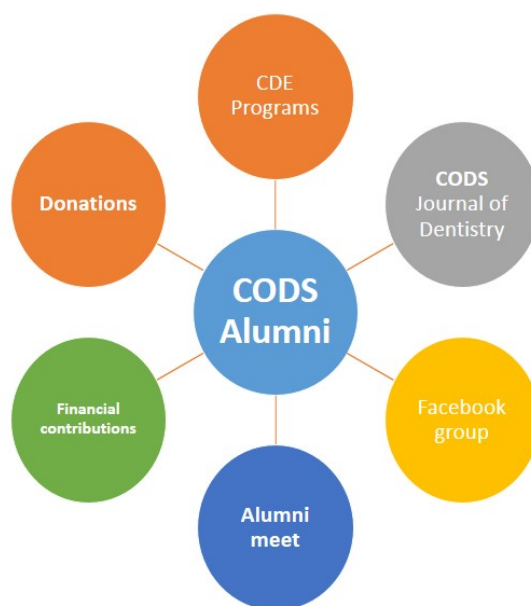 CDE
Programs
Donations
CODS
Journal of
Dentistry
CODS
Alumni
Financial
contributions
Facebook
group
Alumni
meet